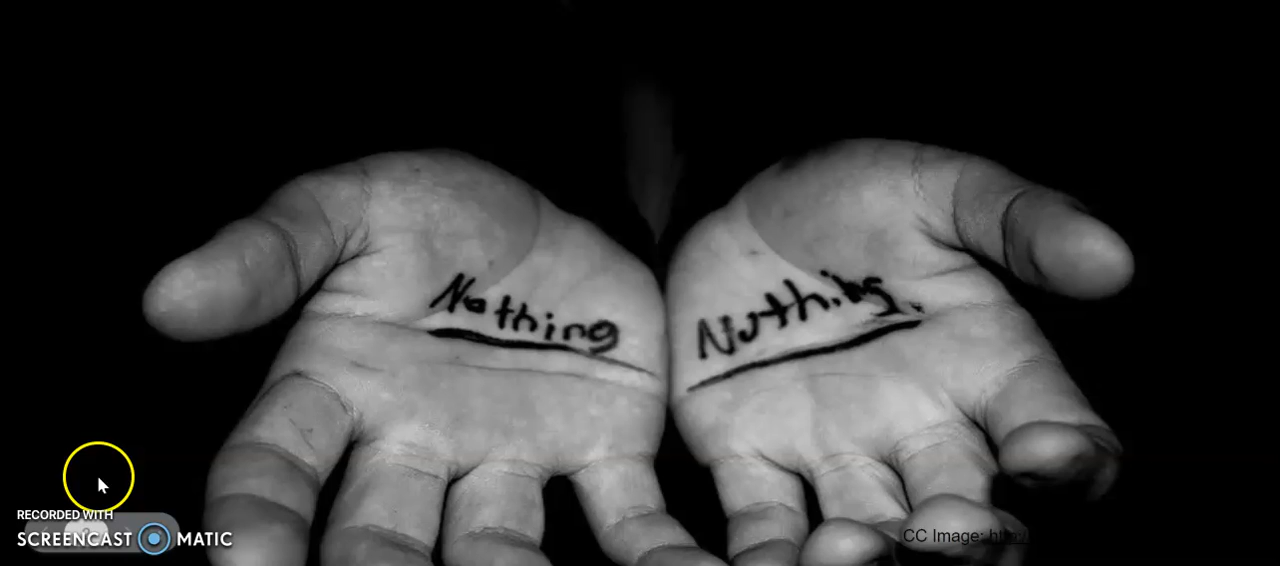 Nothing
Nothing.
RECORDED WITH
SCREENCAST MATIC
CC Image: